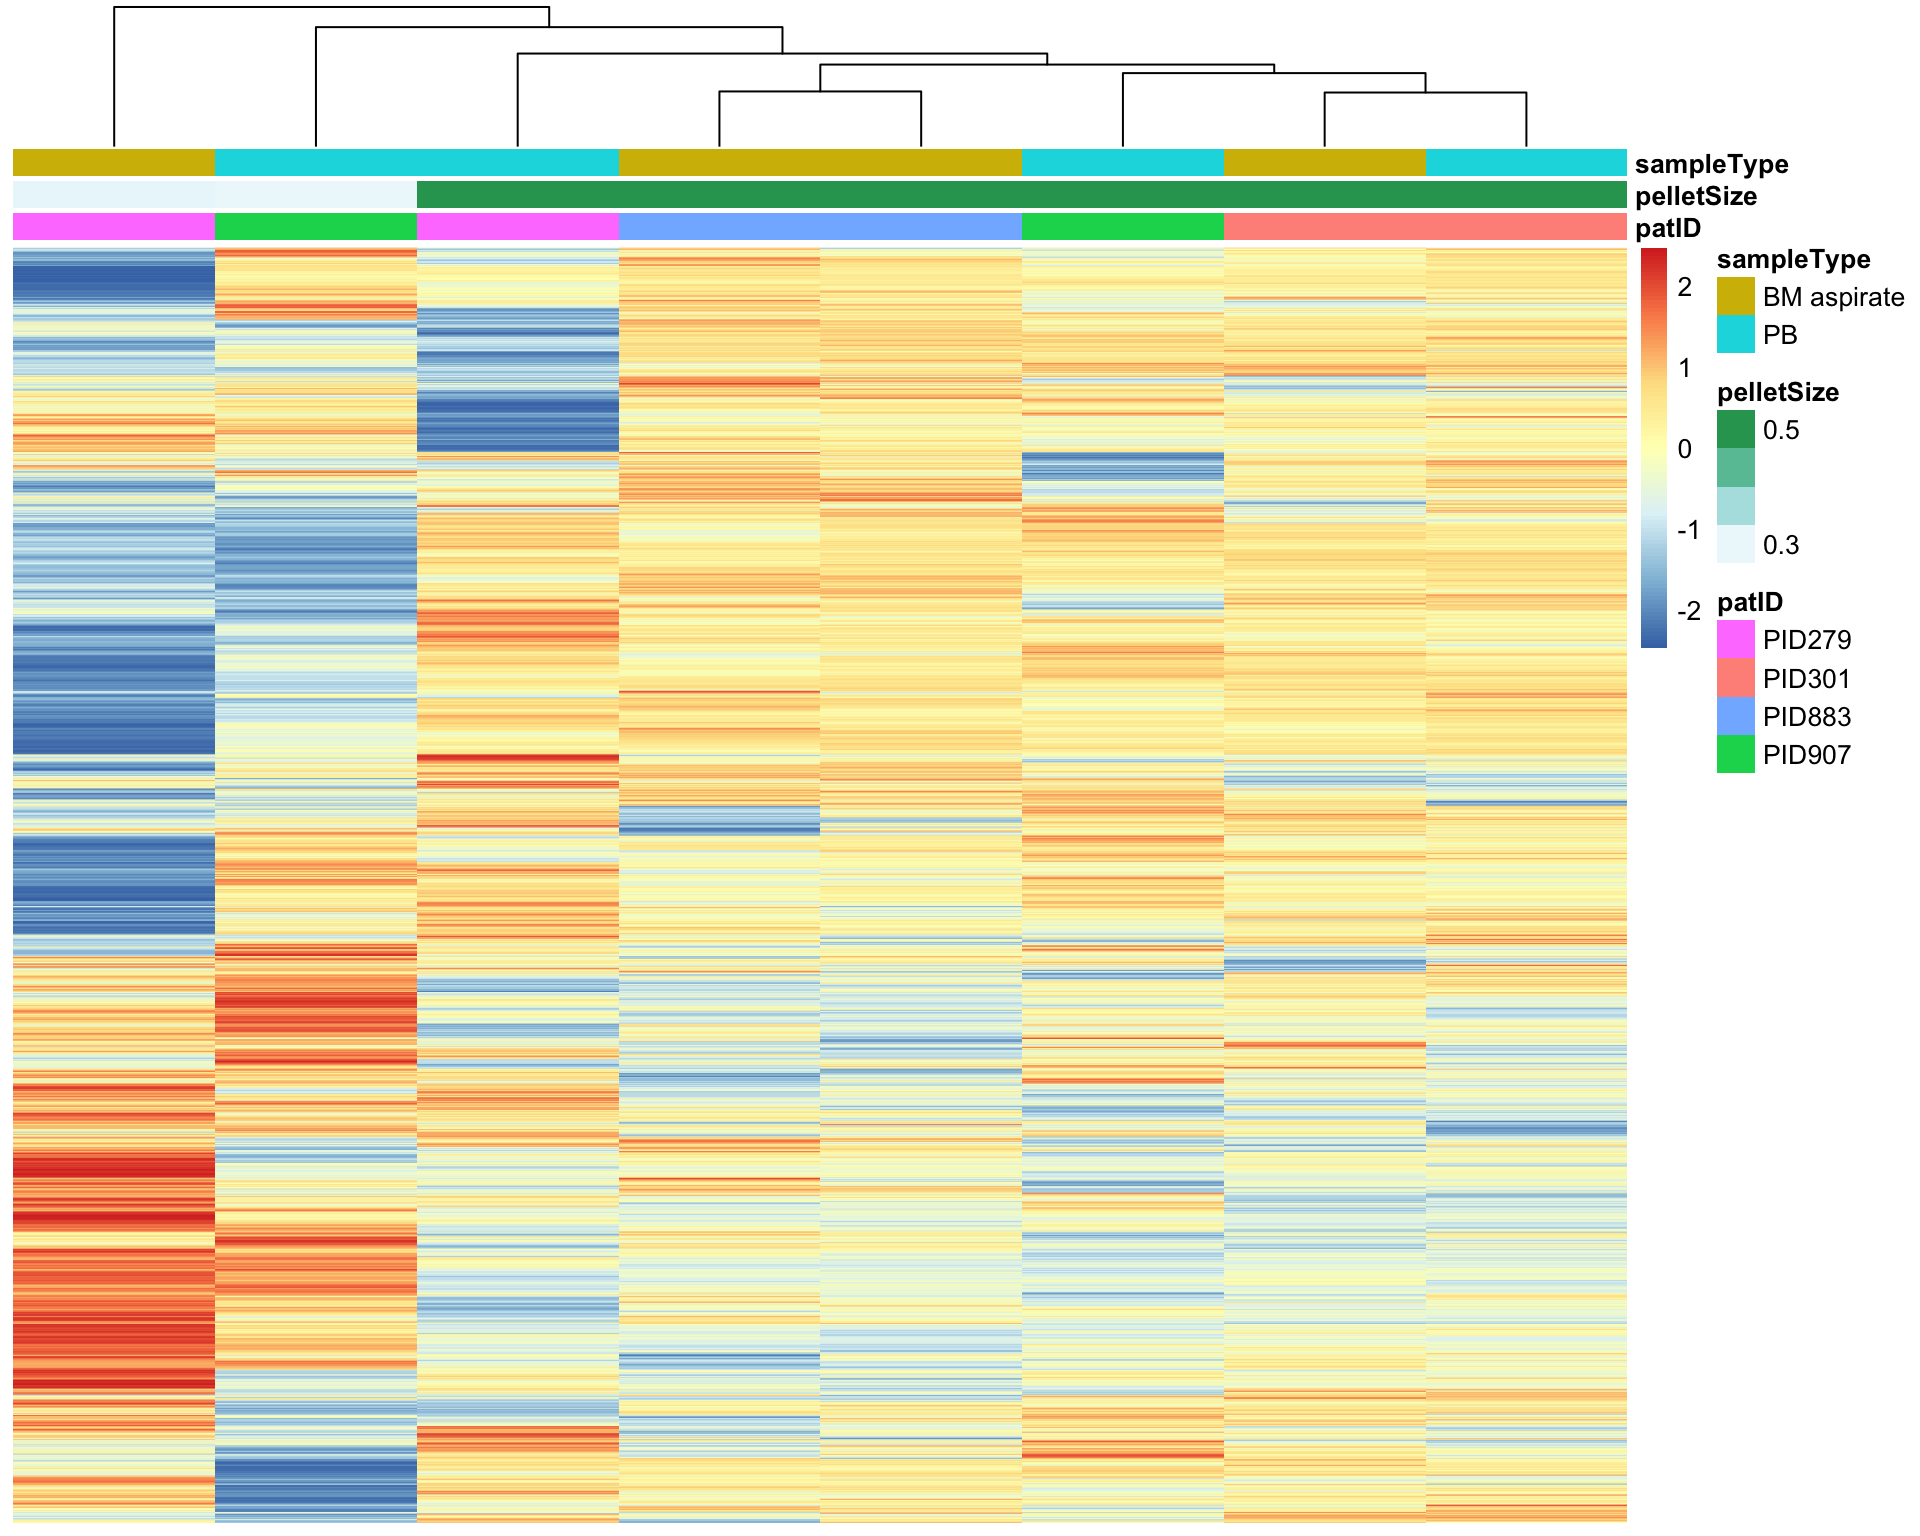 sampleType
pelletSize
patID
2
1
0
-1
-2
sampleType
BM aspirate
PB
pelletSize
0.5
0.3
patID
PID279
PID301
PID883
PID907